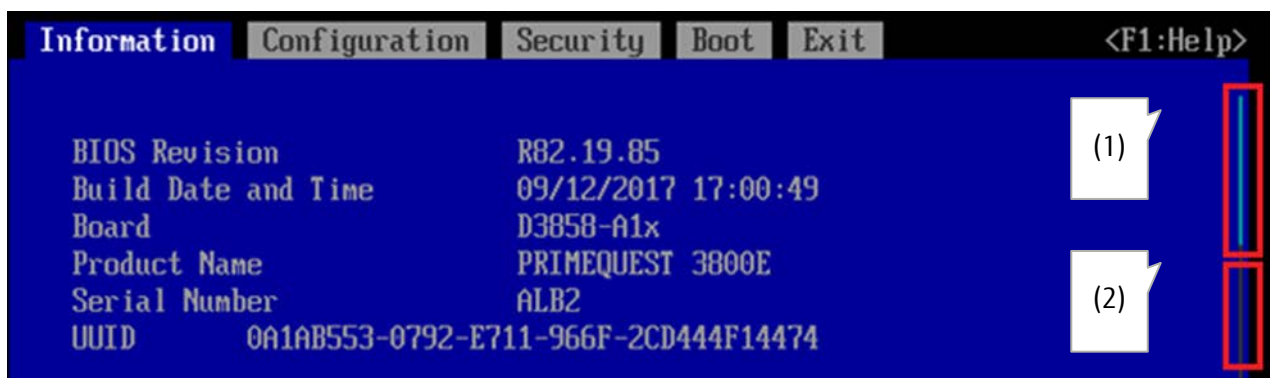 Information Configuration Security Boot Exit <F1:Help>
(1)
BIOS Revision R82.19.85
Build Date and Time 09/12/2017 17:00:49
Board D3858-A1x
Product Name PRIMEQUEST 3800E
Serial Number ALB2
(2)
UUID 0A1AB553-0792-E711-966F-2CD444F14474